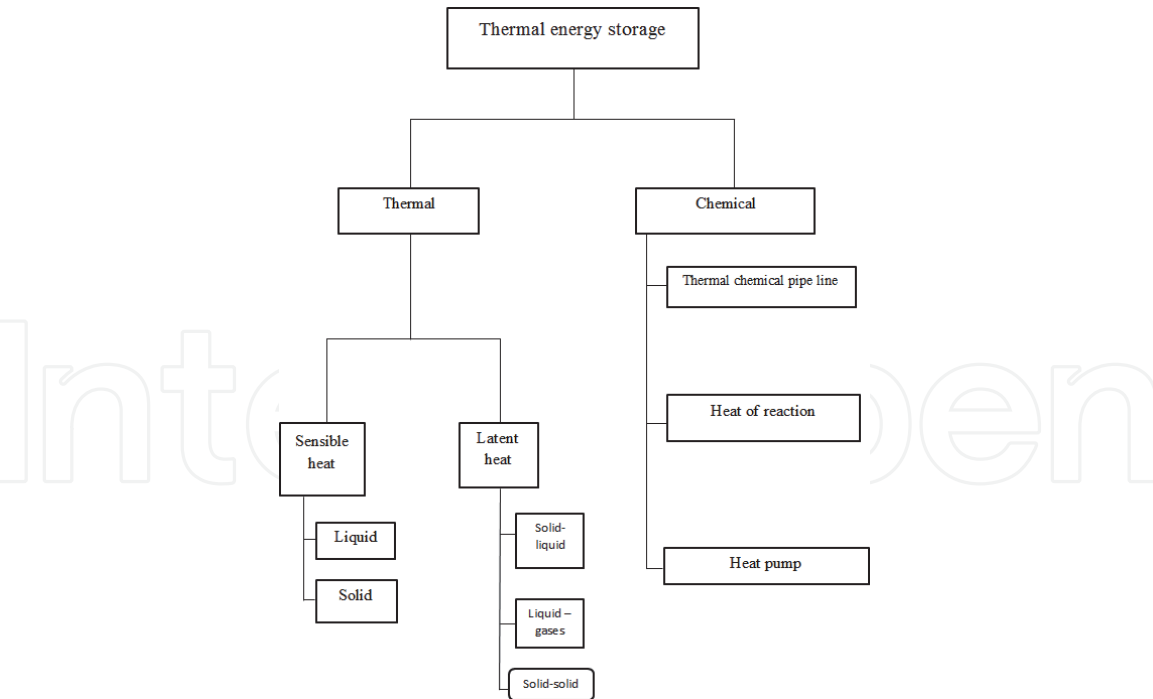 Thermal energy storage
Thermal
Chemical
Thermal chemical pipe line
Heat of reaction
Sensible
heat
Latent
heat
Solid-
liquid
Liquid
Heat pump
Solid
Liquid –
gases
Solid-solid